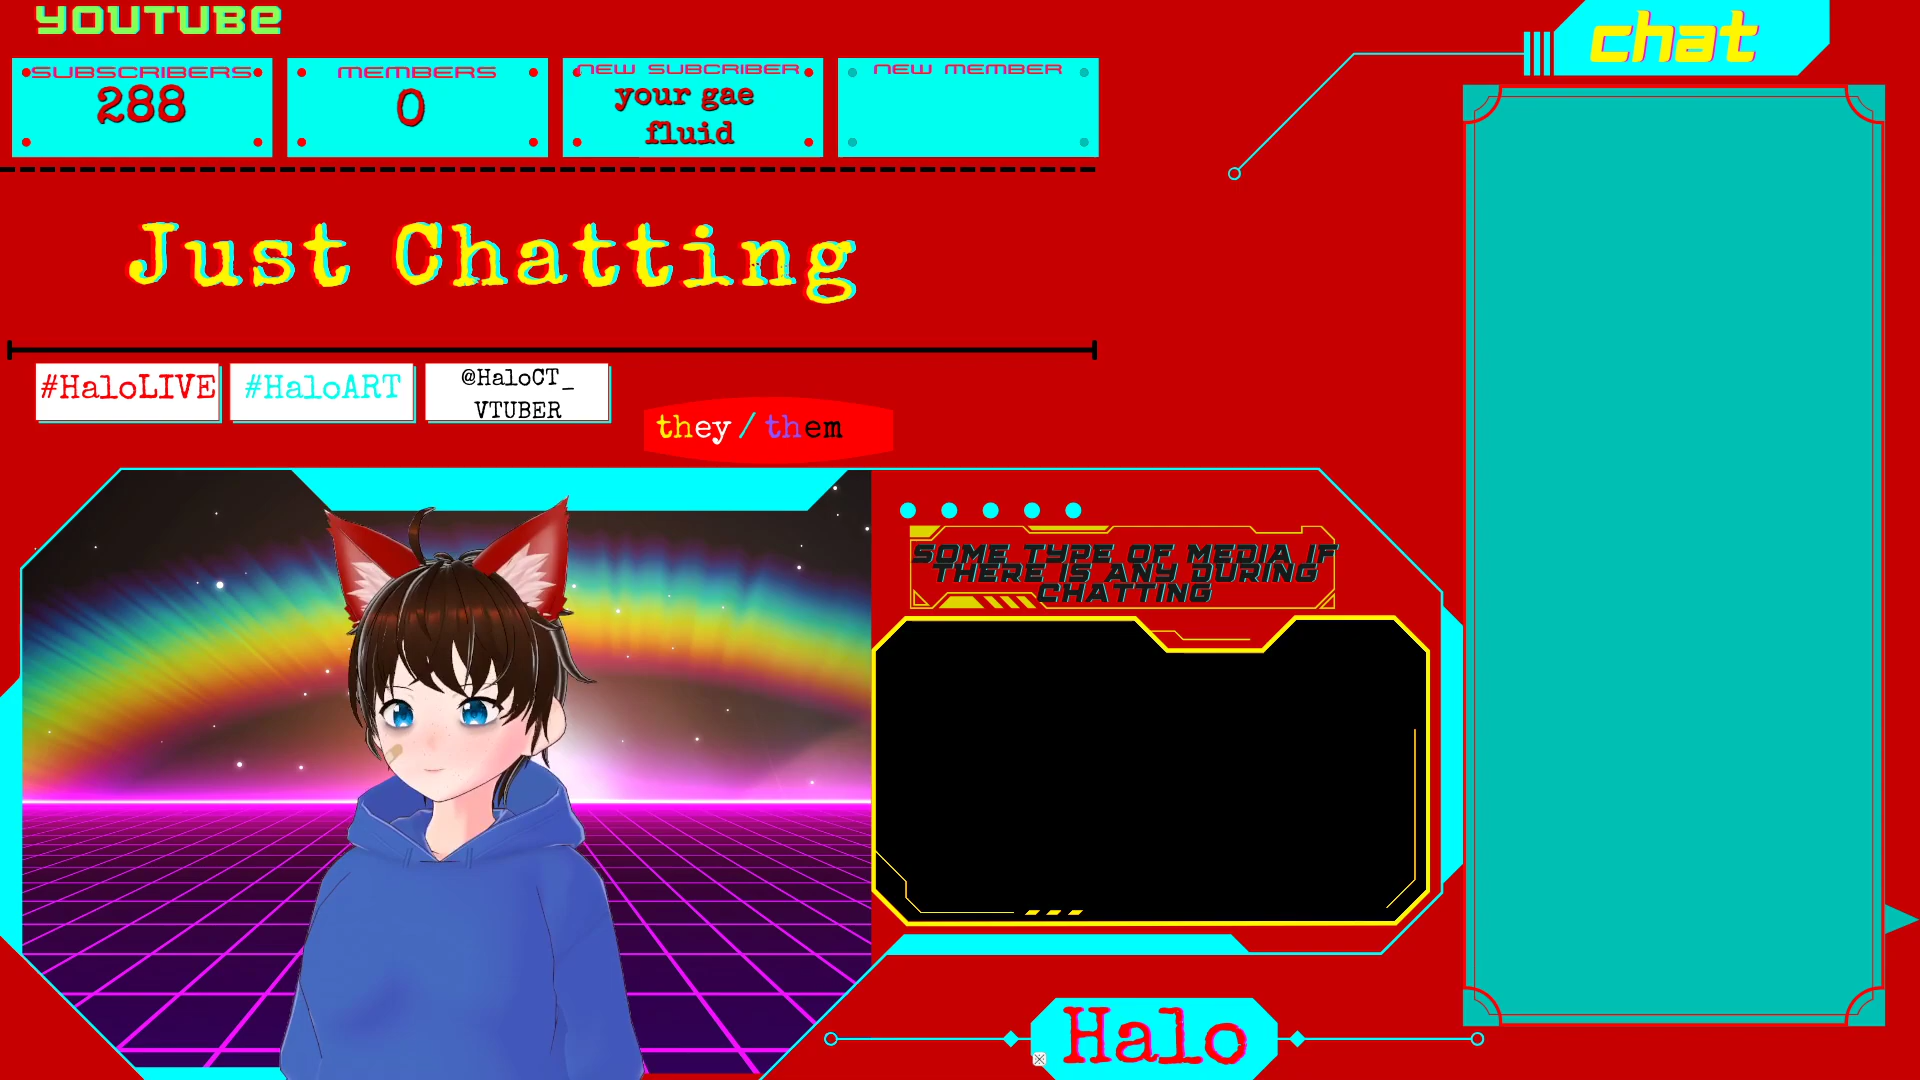 YOUTUBE
chat
SUBSCRIBERS
288
MEMBERS
0
NEW SUBCRIBER
your gae
fluid
NEW MEMBER
Just Chatting
#HaloLIVE
#HaloART
@HaloCT_
VTUBER
they / them
SOME TYPE OF MEDIA IF
THERE IS ANY DURING
CHATTING
Halo